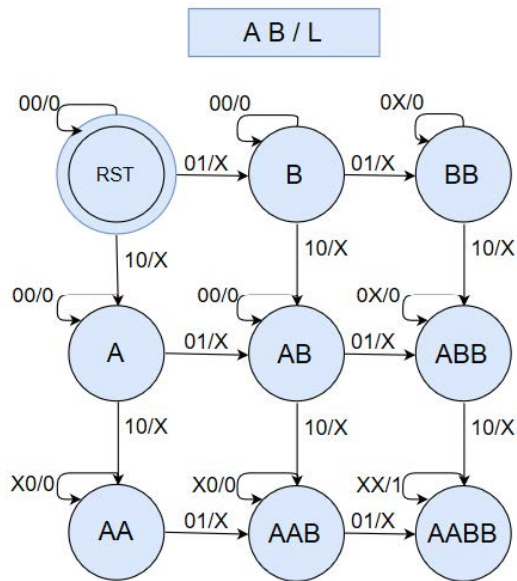 A B / L
00/0 00/0 0X/0
RST 01/X B 01/X BB
10/X 10/X 10/X
00/0 00/0 0X/0
A 01/X AB 01/X ABB
10/X 10/X 10/X
X0/0 X0/0 XX/1
AA 01/X AAB 01/X AABB